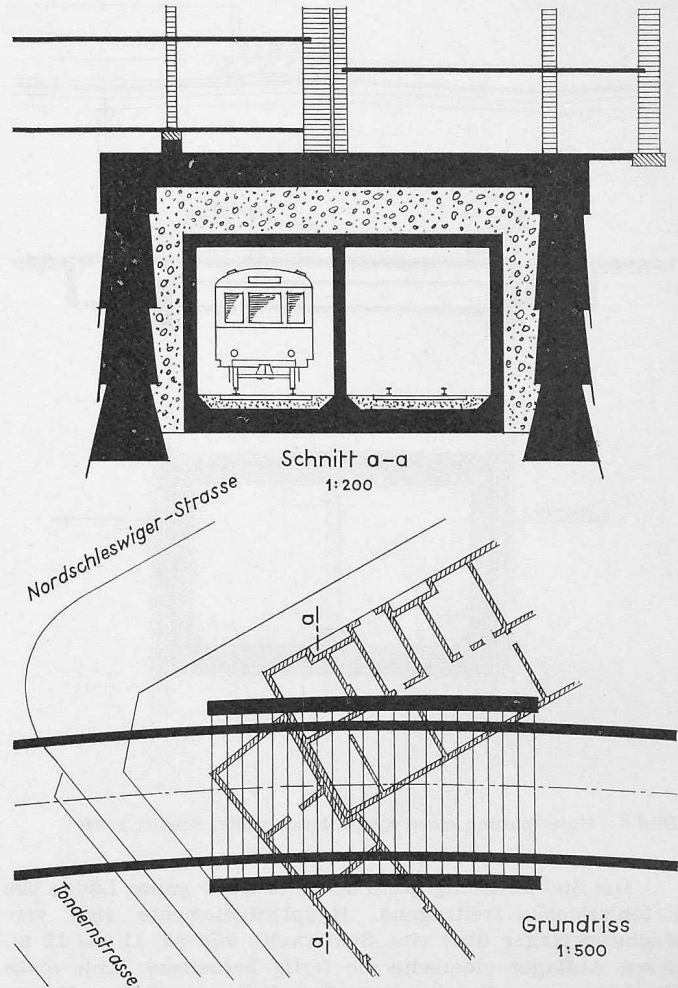 Schnitt a-a
1:200
Nordschleswiger-Strasse
a
Tondernstrasse
a
Grundriss
1:500